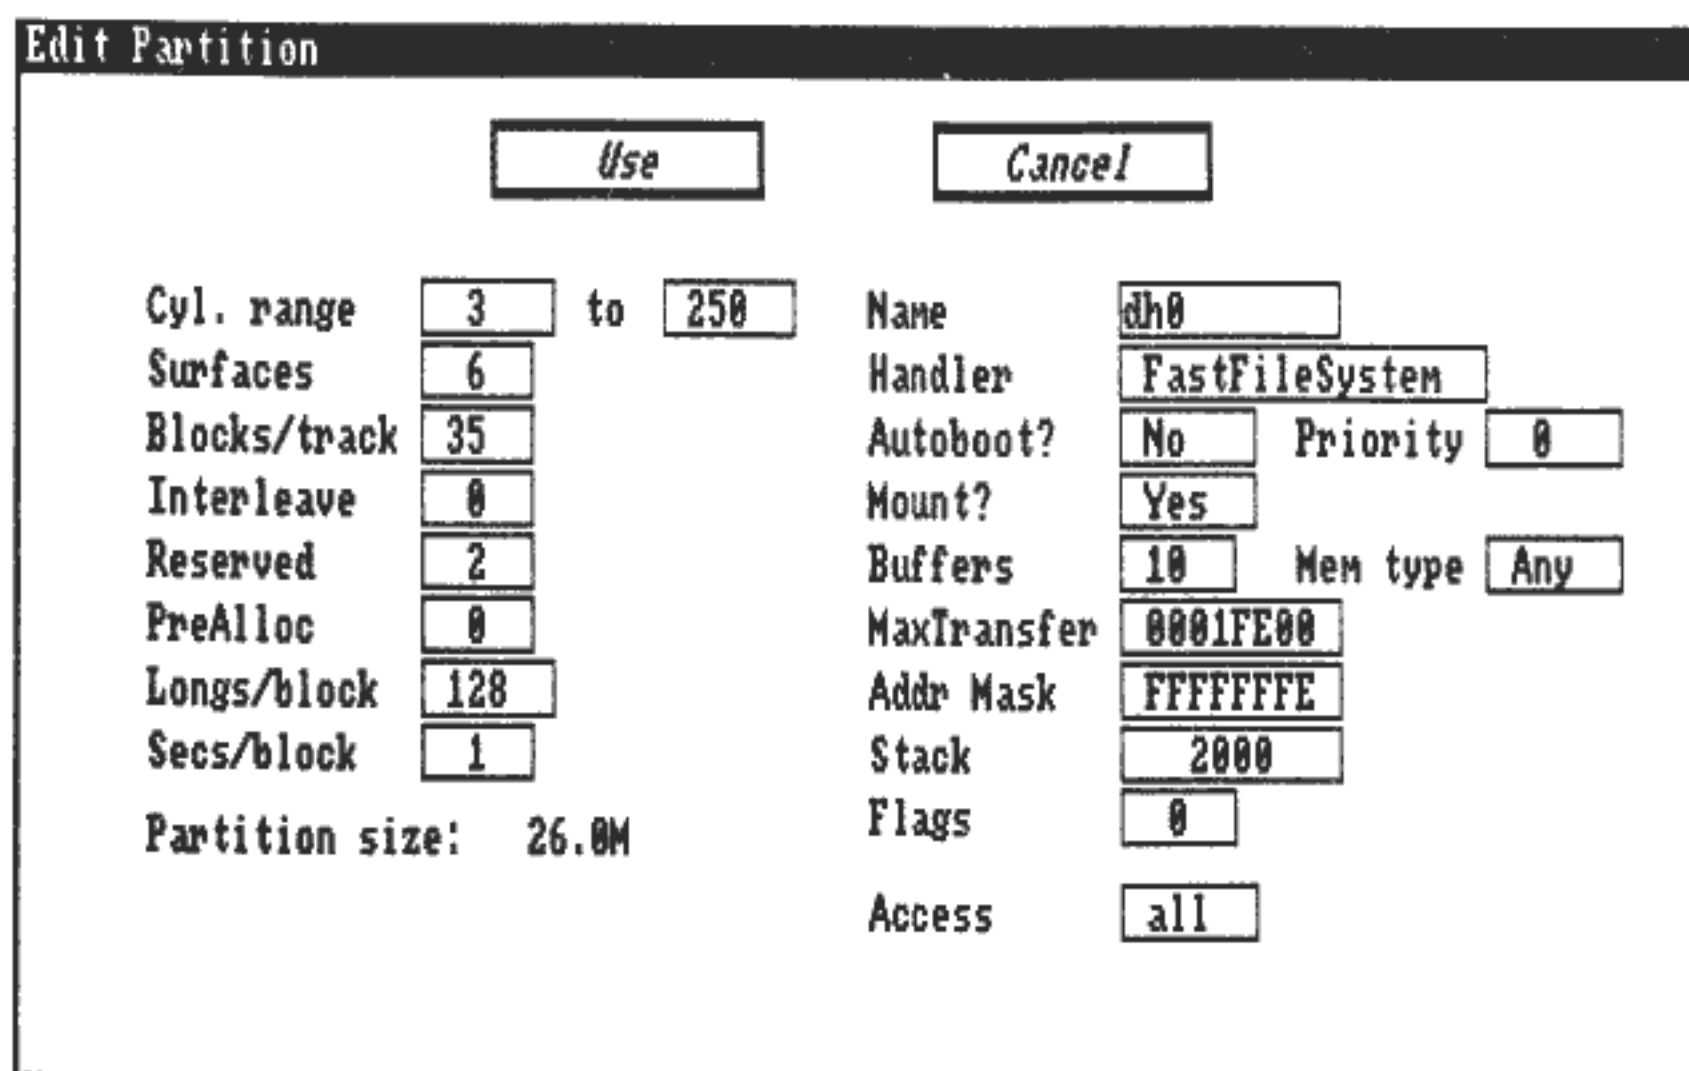 Edit Partition
Use Cancel
Cyl. range 3 to 250 Name dh0
Surfaces 6 Handler FastFileSystem
Blocks/track 35 Autoboot? No Priority 0
Interleave 0 Mount? Yes
Reserved 2 Buffers 10 Mem type Any
PreAlloc 0 MaxTransfer 0001FE00
Longs/block 128 Addr Mask FFFFFFFE
Secs/block 1 Stack 2000
Partition size: 26.0M Flags 0
Access all